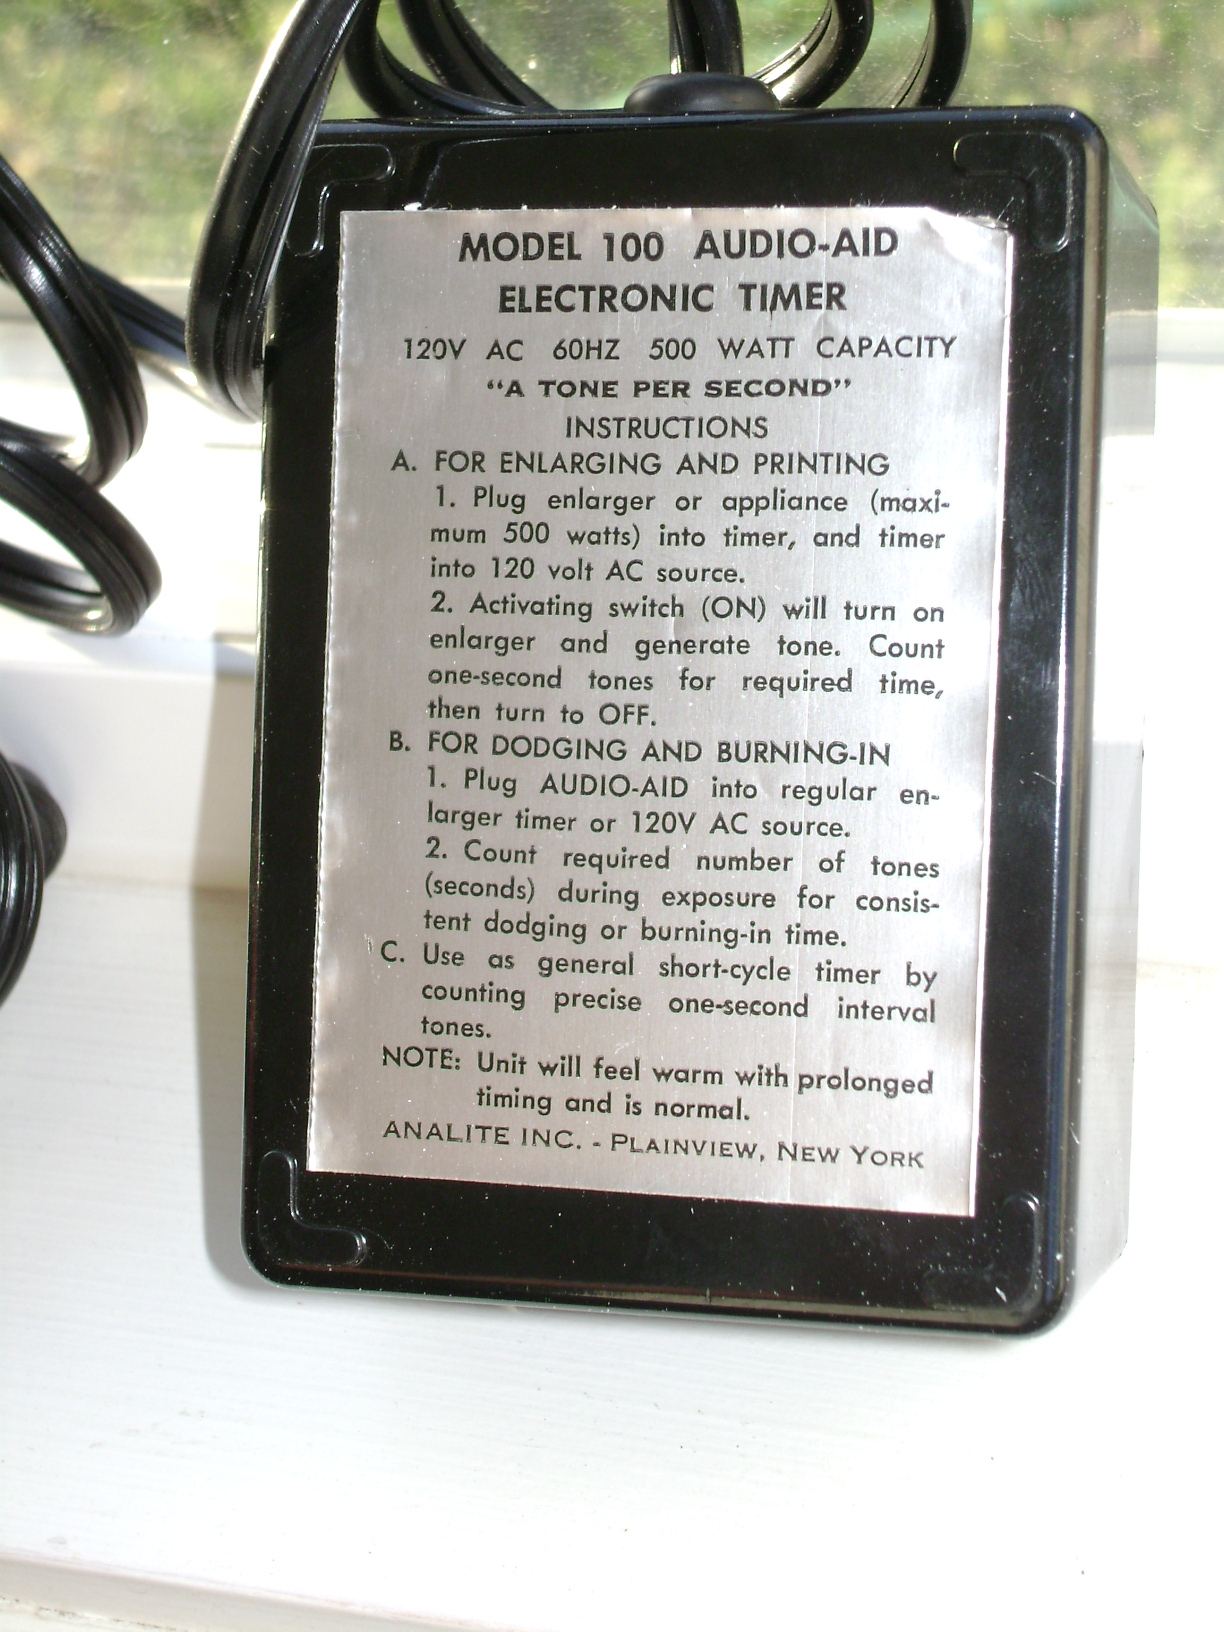 MODEL 100 AUDIO-AID
ELECTRONIC TIMER
120V AC 60HZ 500 WATT CAPACITY
“A TONE PER SECOND”
INSTRUCTIONS
A. FOR ENLARGING AND PRINTING
1. Plug enlarger or appliance (maxi-
mum 500 watts) into timer, and timer
into 120 volt AC source.
2. Activating switch (ON) will turn on
enlarger and generate tone. Count
one-second tones for required time,
then turn to OFF.
B. FOR DODGING AND BURNING-IN
1. Plug AUDIO-AID into regular en-
larger timer or 120V AC source.
2. Count required number of tones
(seconds) during exposure for consis-
tent dodging or burning-in time.
C. Use as general short-cycle timer by
counting precise one-second interval
tones.
NOTE: Unit will feel warm with prolonged
timing and is normal.
ANALITE INC. - PLAINVIEW, NEW YORK